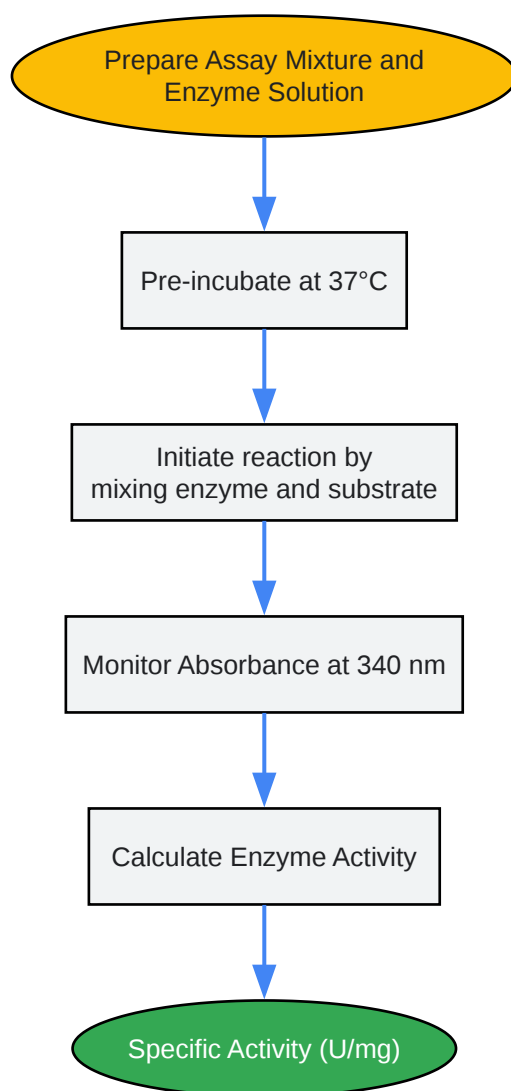 Prepare Assay Mixture and
Enzyme Solution
Pre-incubate at 37°C
Initiate reaction by
mixing enzyme and substrate
Monitor Absorbance at 340 nm
Calculate Enzyme Activity
Specific Activity (U/mg)